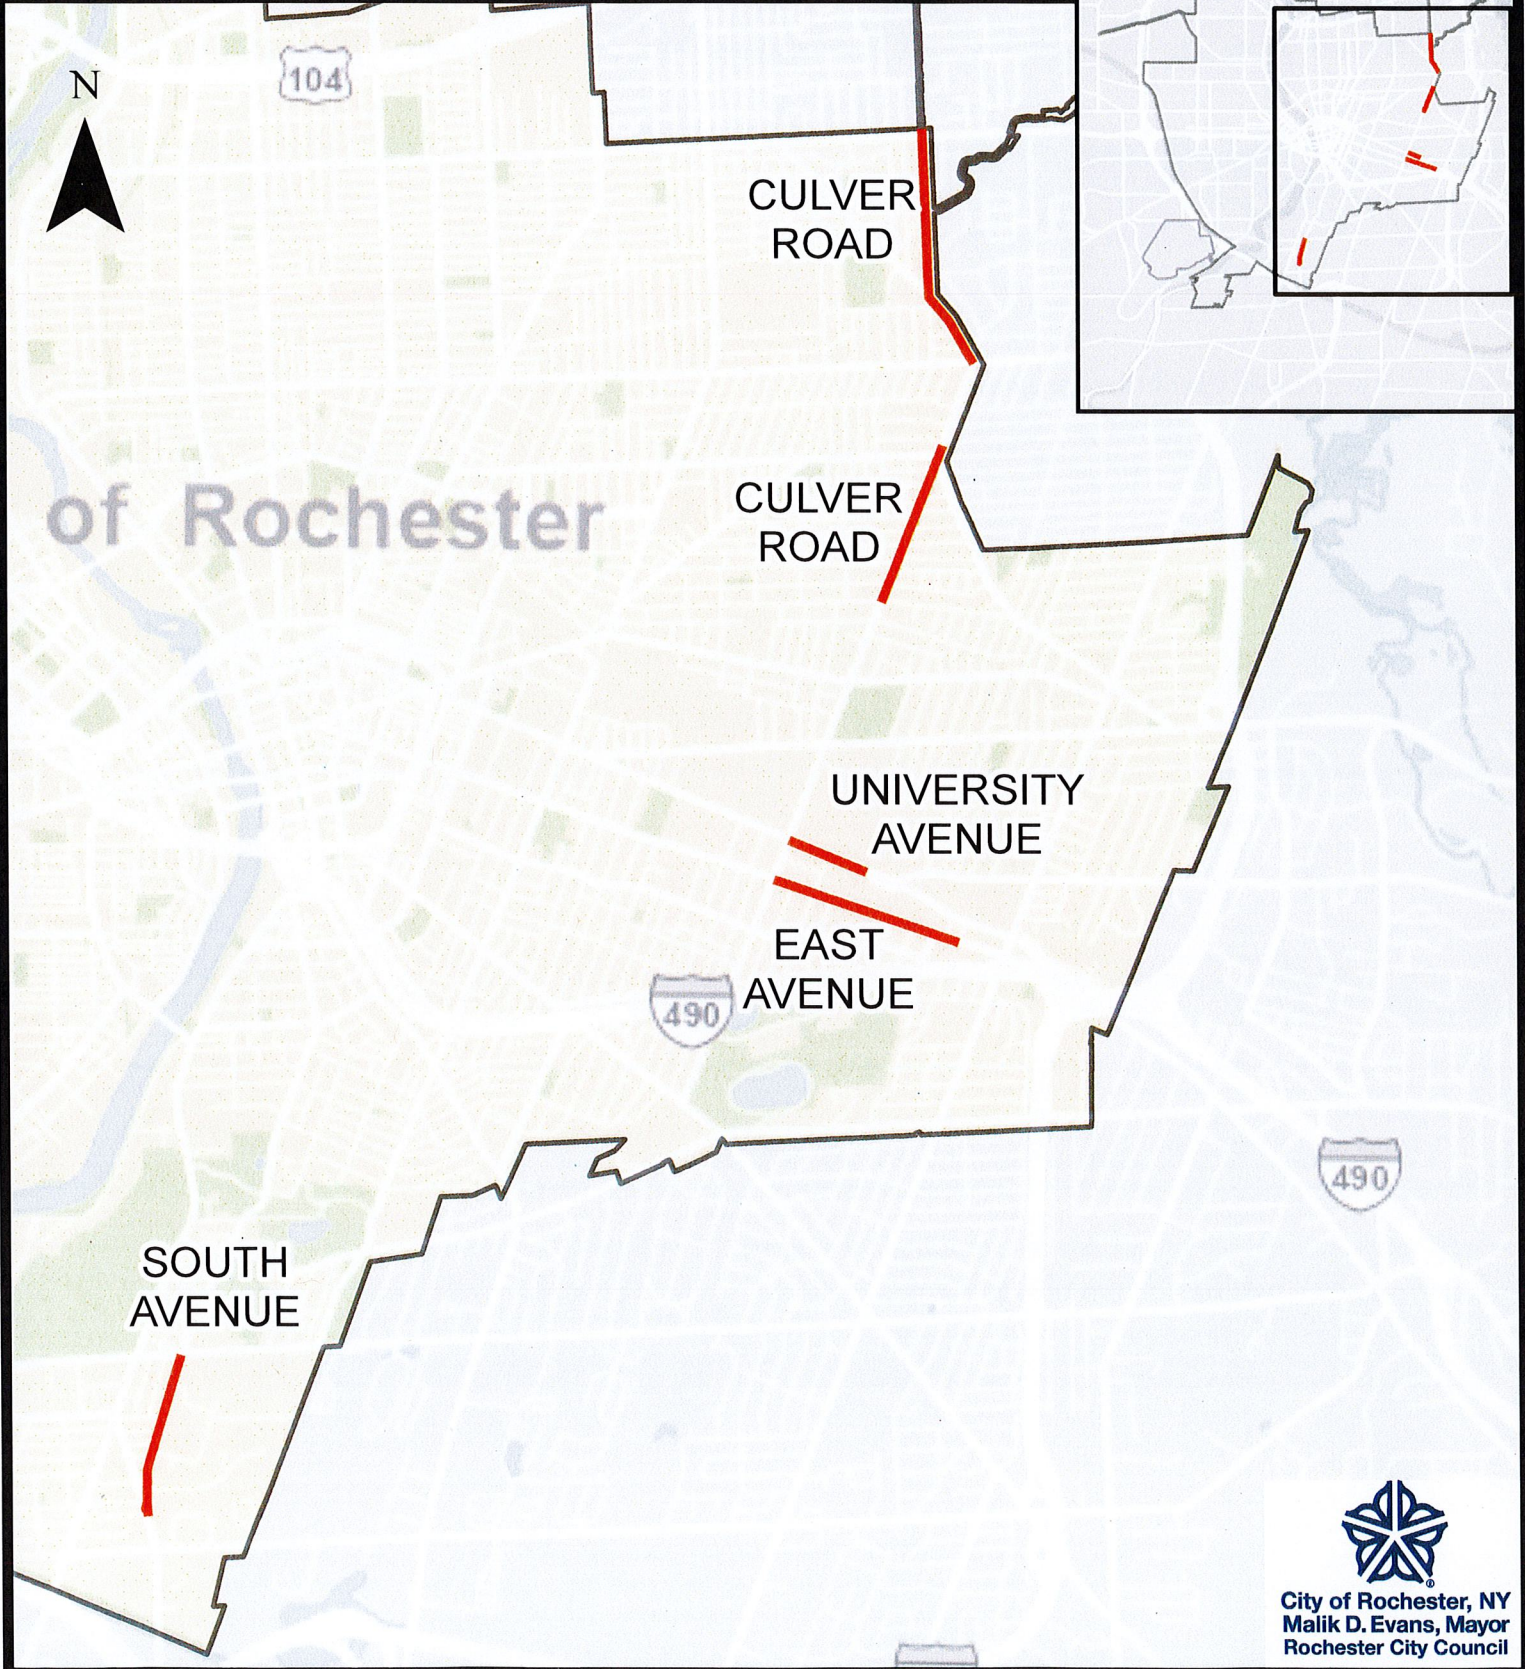 104
N
CULVER
ROAD
CULVER
ROAD
of Rochester
UNIVERSITY
AVENUE
EAST
AVENUE
490
490
SOUTH
AVENUE
City of Rochester, NY
Malik D. Evans, Mayor
Rochester City Council